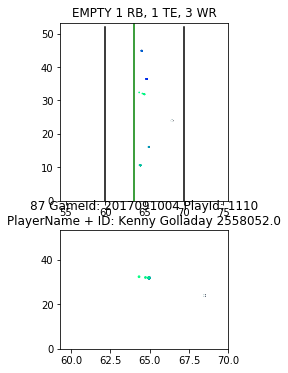 EMPTY 1 RB, 1 TE, 3 WR
50
40
30
20
10
0
55 60 65 70 75
87 GameId: 2017091004 PlayId: 1110
PlayerName + ID: Kenny Golladay 2558052.0
40
20
0
60.0 62.5 65.0 67.5 70.0